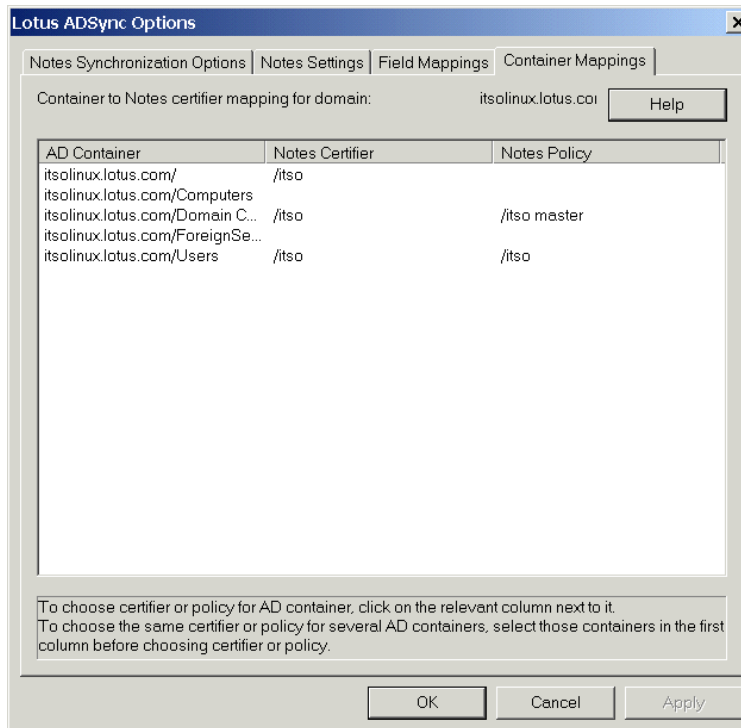 Lotus ADSync Options
Notes Synchronization Options Notes Settings Field Mappings Container Mappings
Container to Notes certifier mapping for domain: itsolinux.lotus.co Help
AD Container Notes Certifier Notes Policy
itsolinux.lotus.com/ /itso
itsolinux.lotus.com/Computers
itsolinux.lotus.com/Domain C... /itso /itso master
itsolinux.lotus.com/ForeignSe...
itsolinux.lotus.com/Users /itso /itso
To choose certifier or policy for AD container, click on the relevant column next to it.
To choose the same certifier or policy for several AD containers, select those containers in the first
column before choosing certifier or policy.
OK Cancel Apply